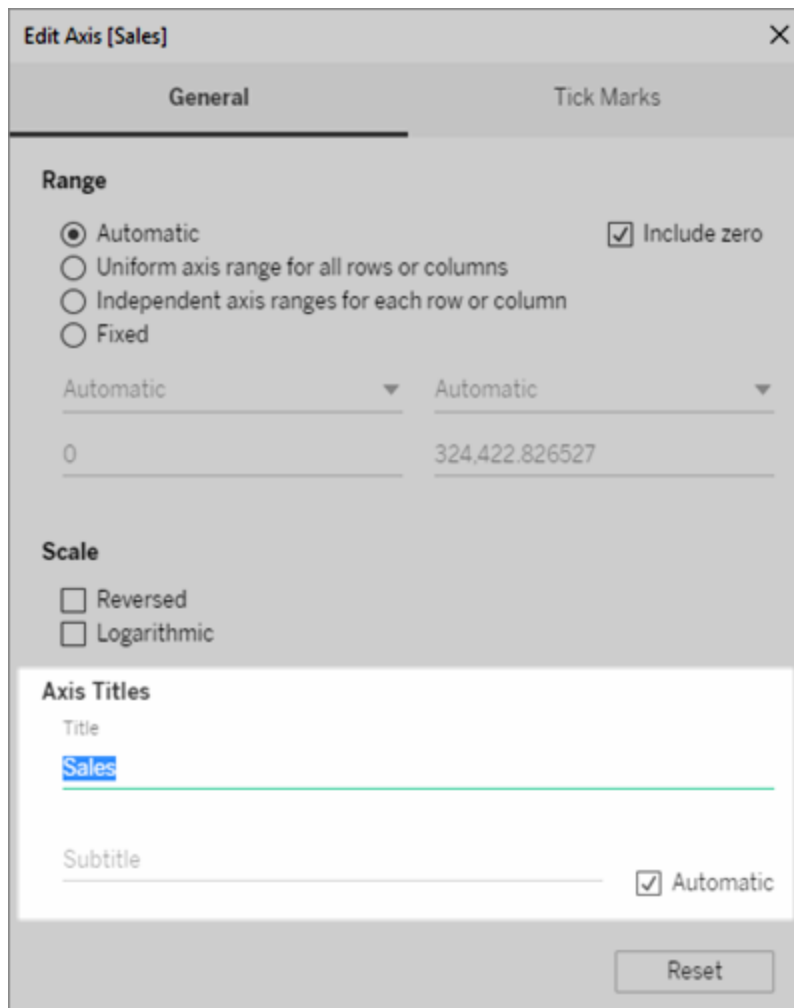 Edit Axis [Sales]
General Tick Marks
Range
Automatic Include zero
Uniform axis range for all rows or columns
Independent axis ranges for each row or column
Fixed
Automatic Automatic
0 324,422.826527
Scale
Reversed
Logarithmic
Axis Titles
Title
Sales
Subtitle Automatic
Reset